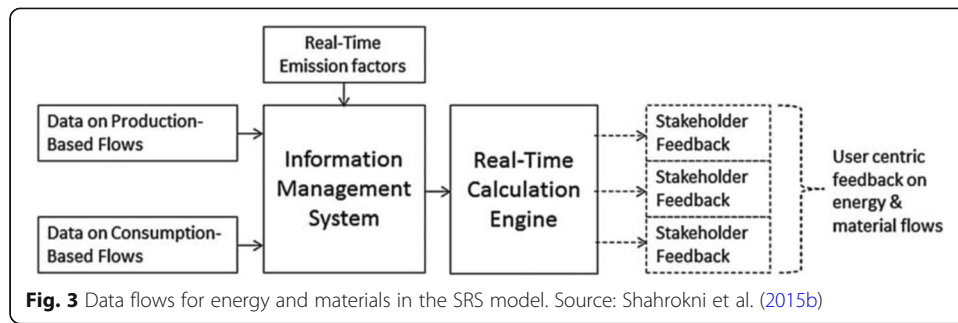 Real-Time
Emission factors
Data on Production-
Based Flows
Data on Consumption-
Based Flows
Information
Management
System
Real-Time
Calculation
Engine
Stakeholder
Feedback
Stakeholder
Feedback
Stakeholder
Feedback
User centric
feedback on
energy &
material flows
Fig. 3 Data flows for energy and materials in the SRS model. Source: Shahrokni et al. (2015b)